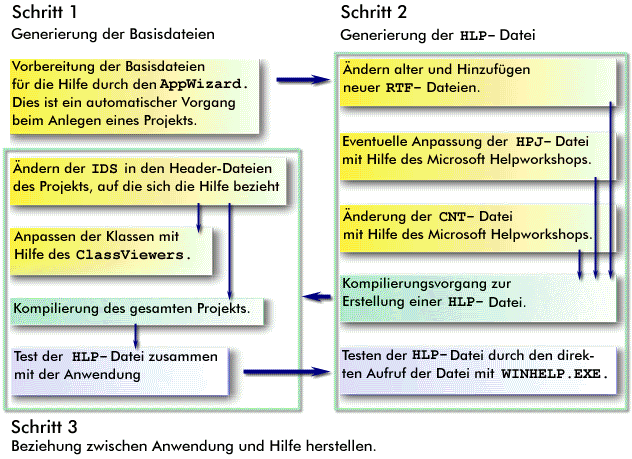 Schritt 1
Generierung der Basisdateien
Vorbereitung der Basisdateien
für die Hilfe durch den AppWizard.
Dies ist ein automatischer Vorgang
beim Anlegen eines Projekts.
Schritt 2
Generierung der HLP-Datei
Ändern alter und Hinzufügen
neuer RTF-Dateien.
Eventuelle Anpassung der HPJ-Datei
mit Hilfe des Microsoft Helpworkshops.
Änderung der CNT-Datei
mit Hilfe des Microsoft Helpworkshops.
Kompilierungsvorgang zur
Erstellung einer HLP-Datei.
Testen der HLP-Datei durch den direk-
ten Aufruf der Datei mit WINHELP.EXE.
Ändern der IDS in den Header-Dateien
des Projekts, auf die sich die Hilfe bezieht
Anpassen der Klassen mit
Hilfe des ClassViewers.
Kompilierung des gesamten Projekts.
Test der HLP-Datei zusammen
mit der Anwendung
Schritt 3
Beziehung zwischen Anwendung und Hilfe herstellen.